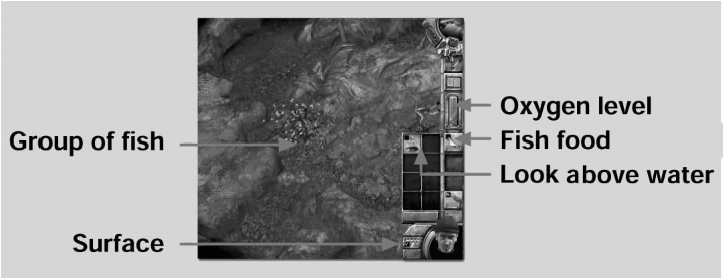 Oxygen level
Group of fish
Fish food
Look above water
Surface